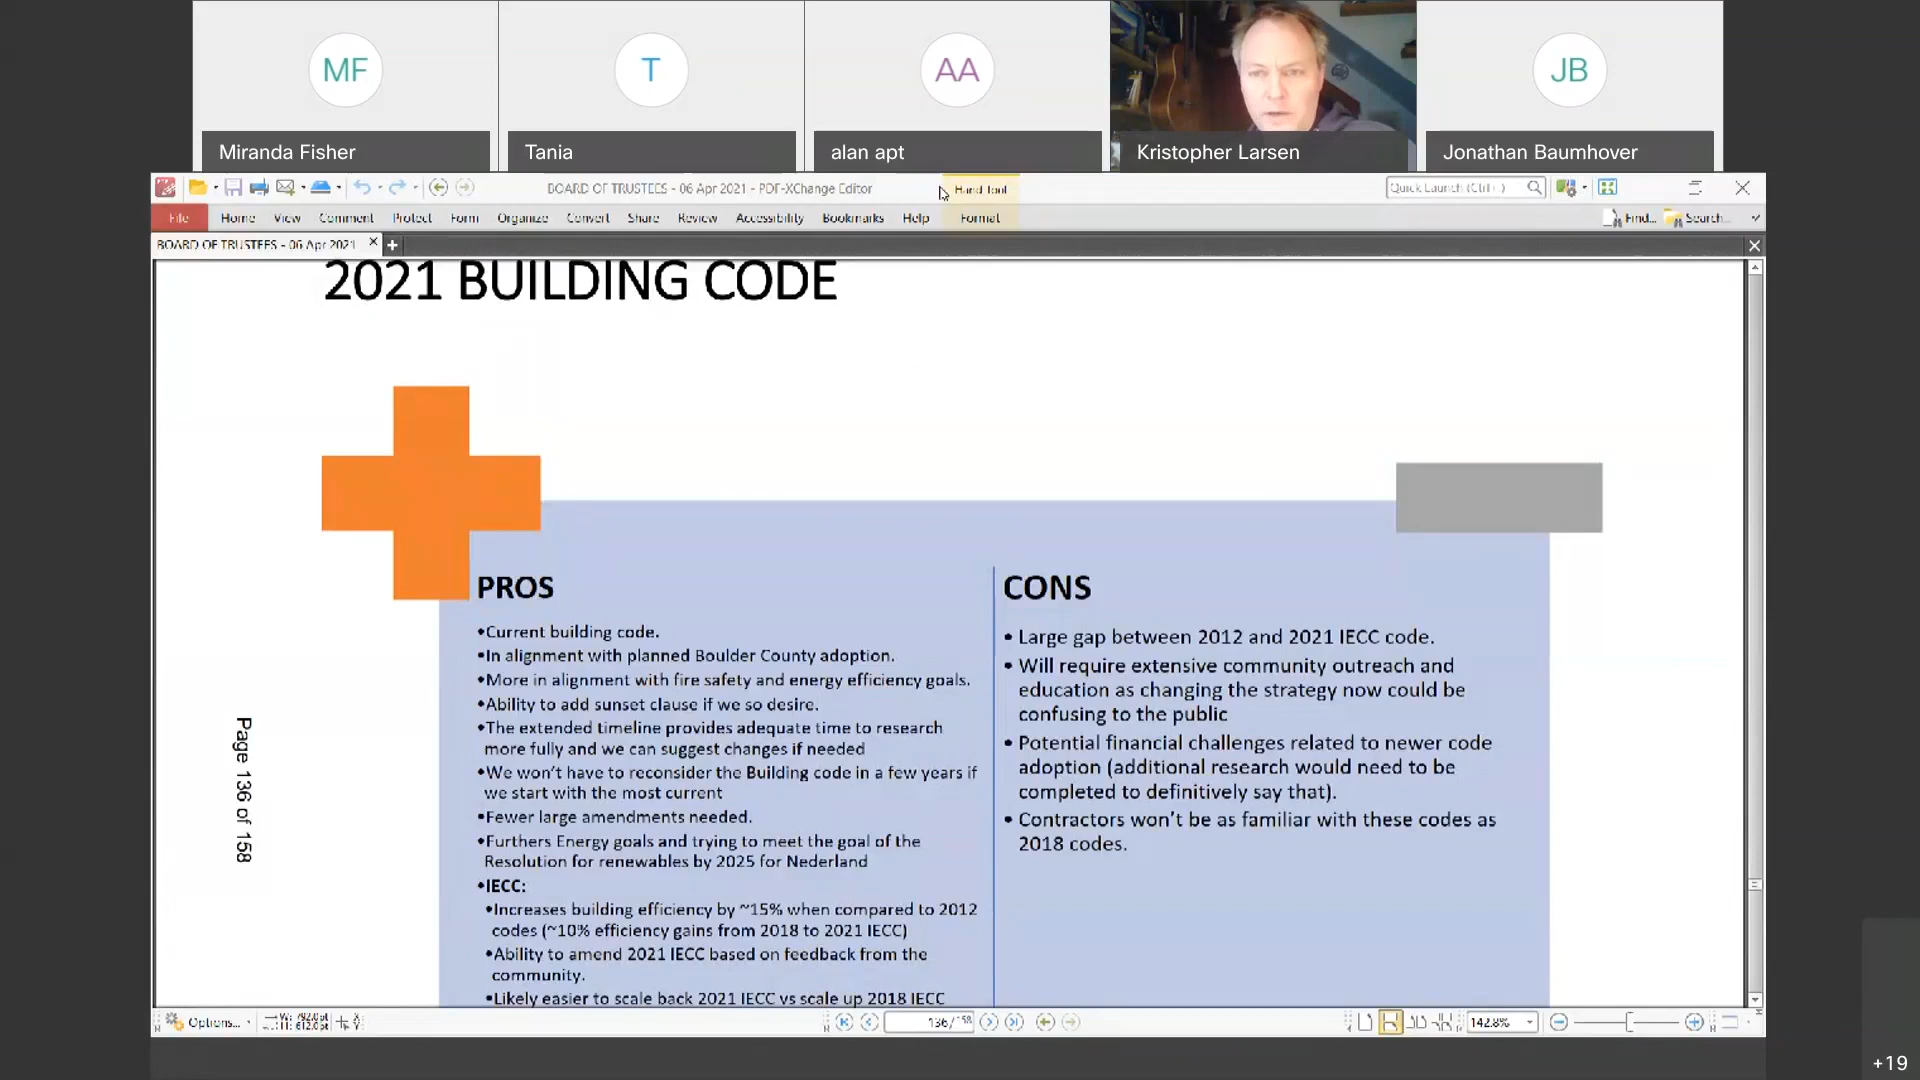 MF
T
AA
JB
Miranda Fisher
Tania
alan apt
Kristopher Larsen
Jonathan Baumhover
BOARD OF TRUSTEES - 06 Apr 2021 - PDF-XChange Editor
Hand Tool
Quick Launch (Ctrl+.)
File
Home
View
Comment
Protect
Form
Organize
Convert
Share
Review
Accessibility
Bookmarks
Help
Format
Find...
Search...
BOARD OF TRUSTEES - 06 Apr 2021
2021 BUILDING CODE
PROS
•Current building code.
•In alignment with planned Boulder County adoption.
•More in alignment with fire safety and energy efficiency goals.
•Ability to add sunset clause if we so desire.
•The extended timeline provides adequate time to research
more fully and we can suggest changes if needed
•We won't have to reconsider the Building code in a few years if
we start with the most current
•Fewer large amendments needed.
•Furthers Energy goals and trying to meet the goal of the
Resolution for renewables by 2025 for Nederland
•IECC:
•Increases building efficiency by ~15% when compared to 2012
codes (~10% efficiency gains from 2018 to 2021 IECC)
•Ability to amend 2021 IECC based on feedback from the
community.
•Likely easier to scale back 2021 IECC vs scale up 2018 IECC
CONS
• Large gap between 2012 and 2021 IECC code.
• Will require extensive community outreach and
education as changing the strategy now could be
confusing to the public
• Potential financial challenges related to newer code
adoption (additional research would need to be
completed to definitively say that).
• Contractors won't be as familiar with these codes as
2018 codes.
Page 136 of 158
Options...
W: 792.0pt
H: 612.0pt
X:
Y:
136/158
142.8%
+19